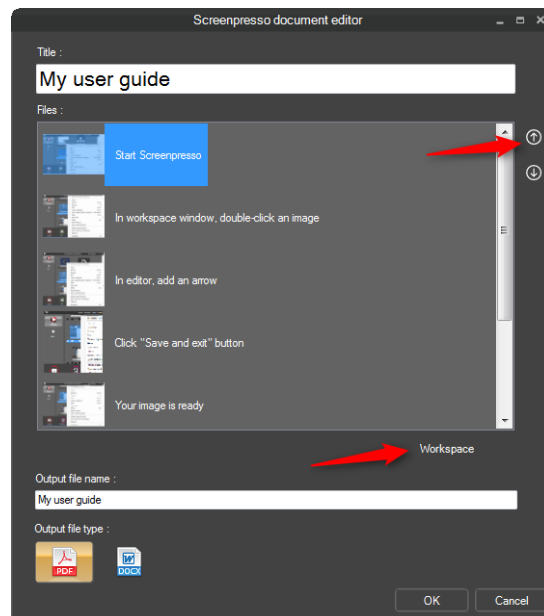 Screenpresso document editor
Title :
My user guide
Files :
Start Screenpresso
In workspace window, double-click an image
In editor, add an arrow
Click "Save and exit" button
Your image is ready
Workspace
Output file name :
My user guide
Output file type :
PDF
DOCX
OK
Cancel